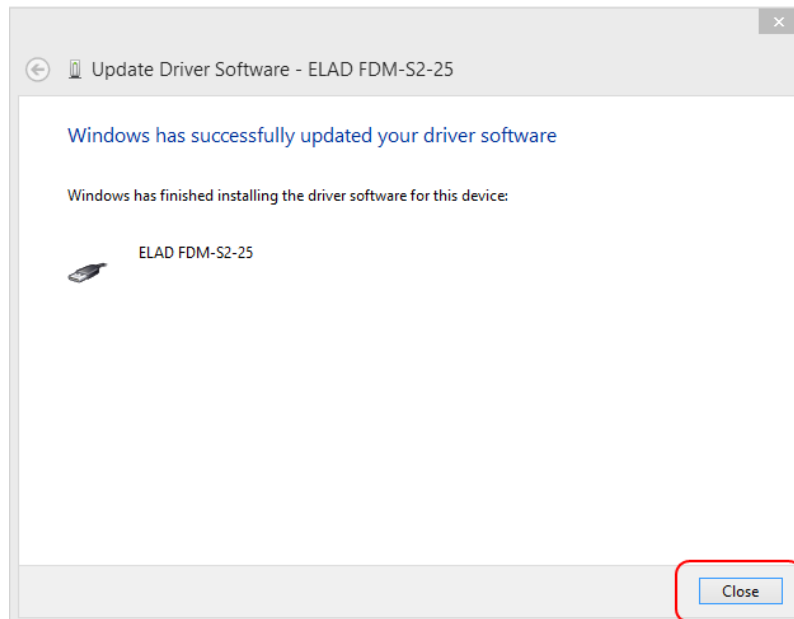 Update Driver Software - ELAD FDM-S2-25
Windows has successfully updated your driver software
Windows has finished installing the driver software for this device:
ELAD FDM-S2-25
Close